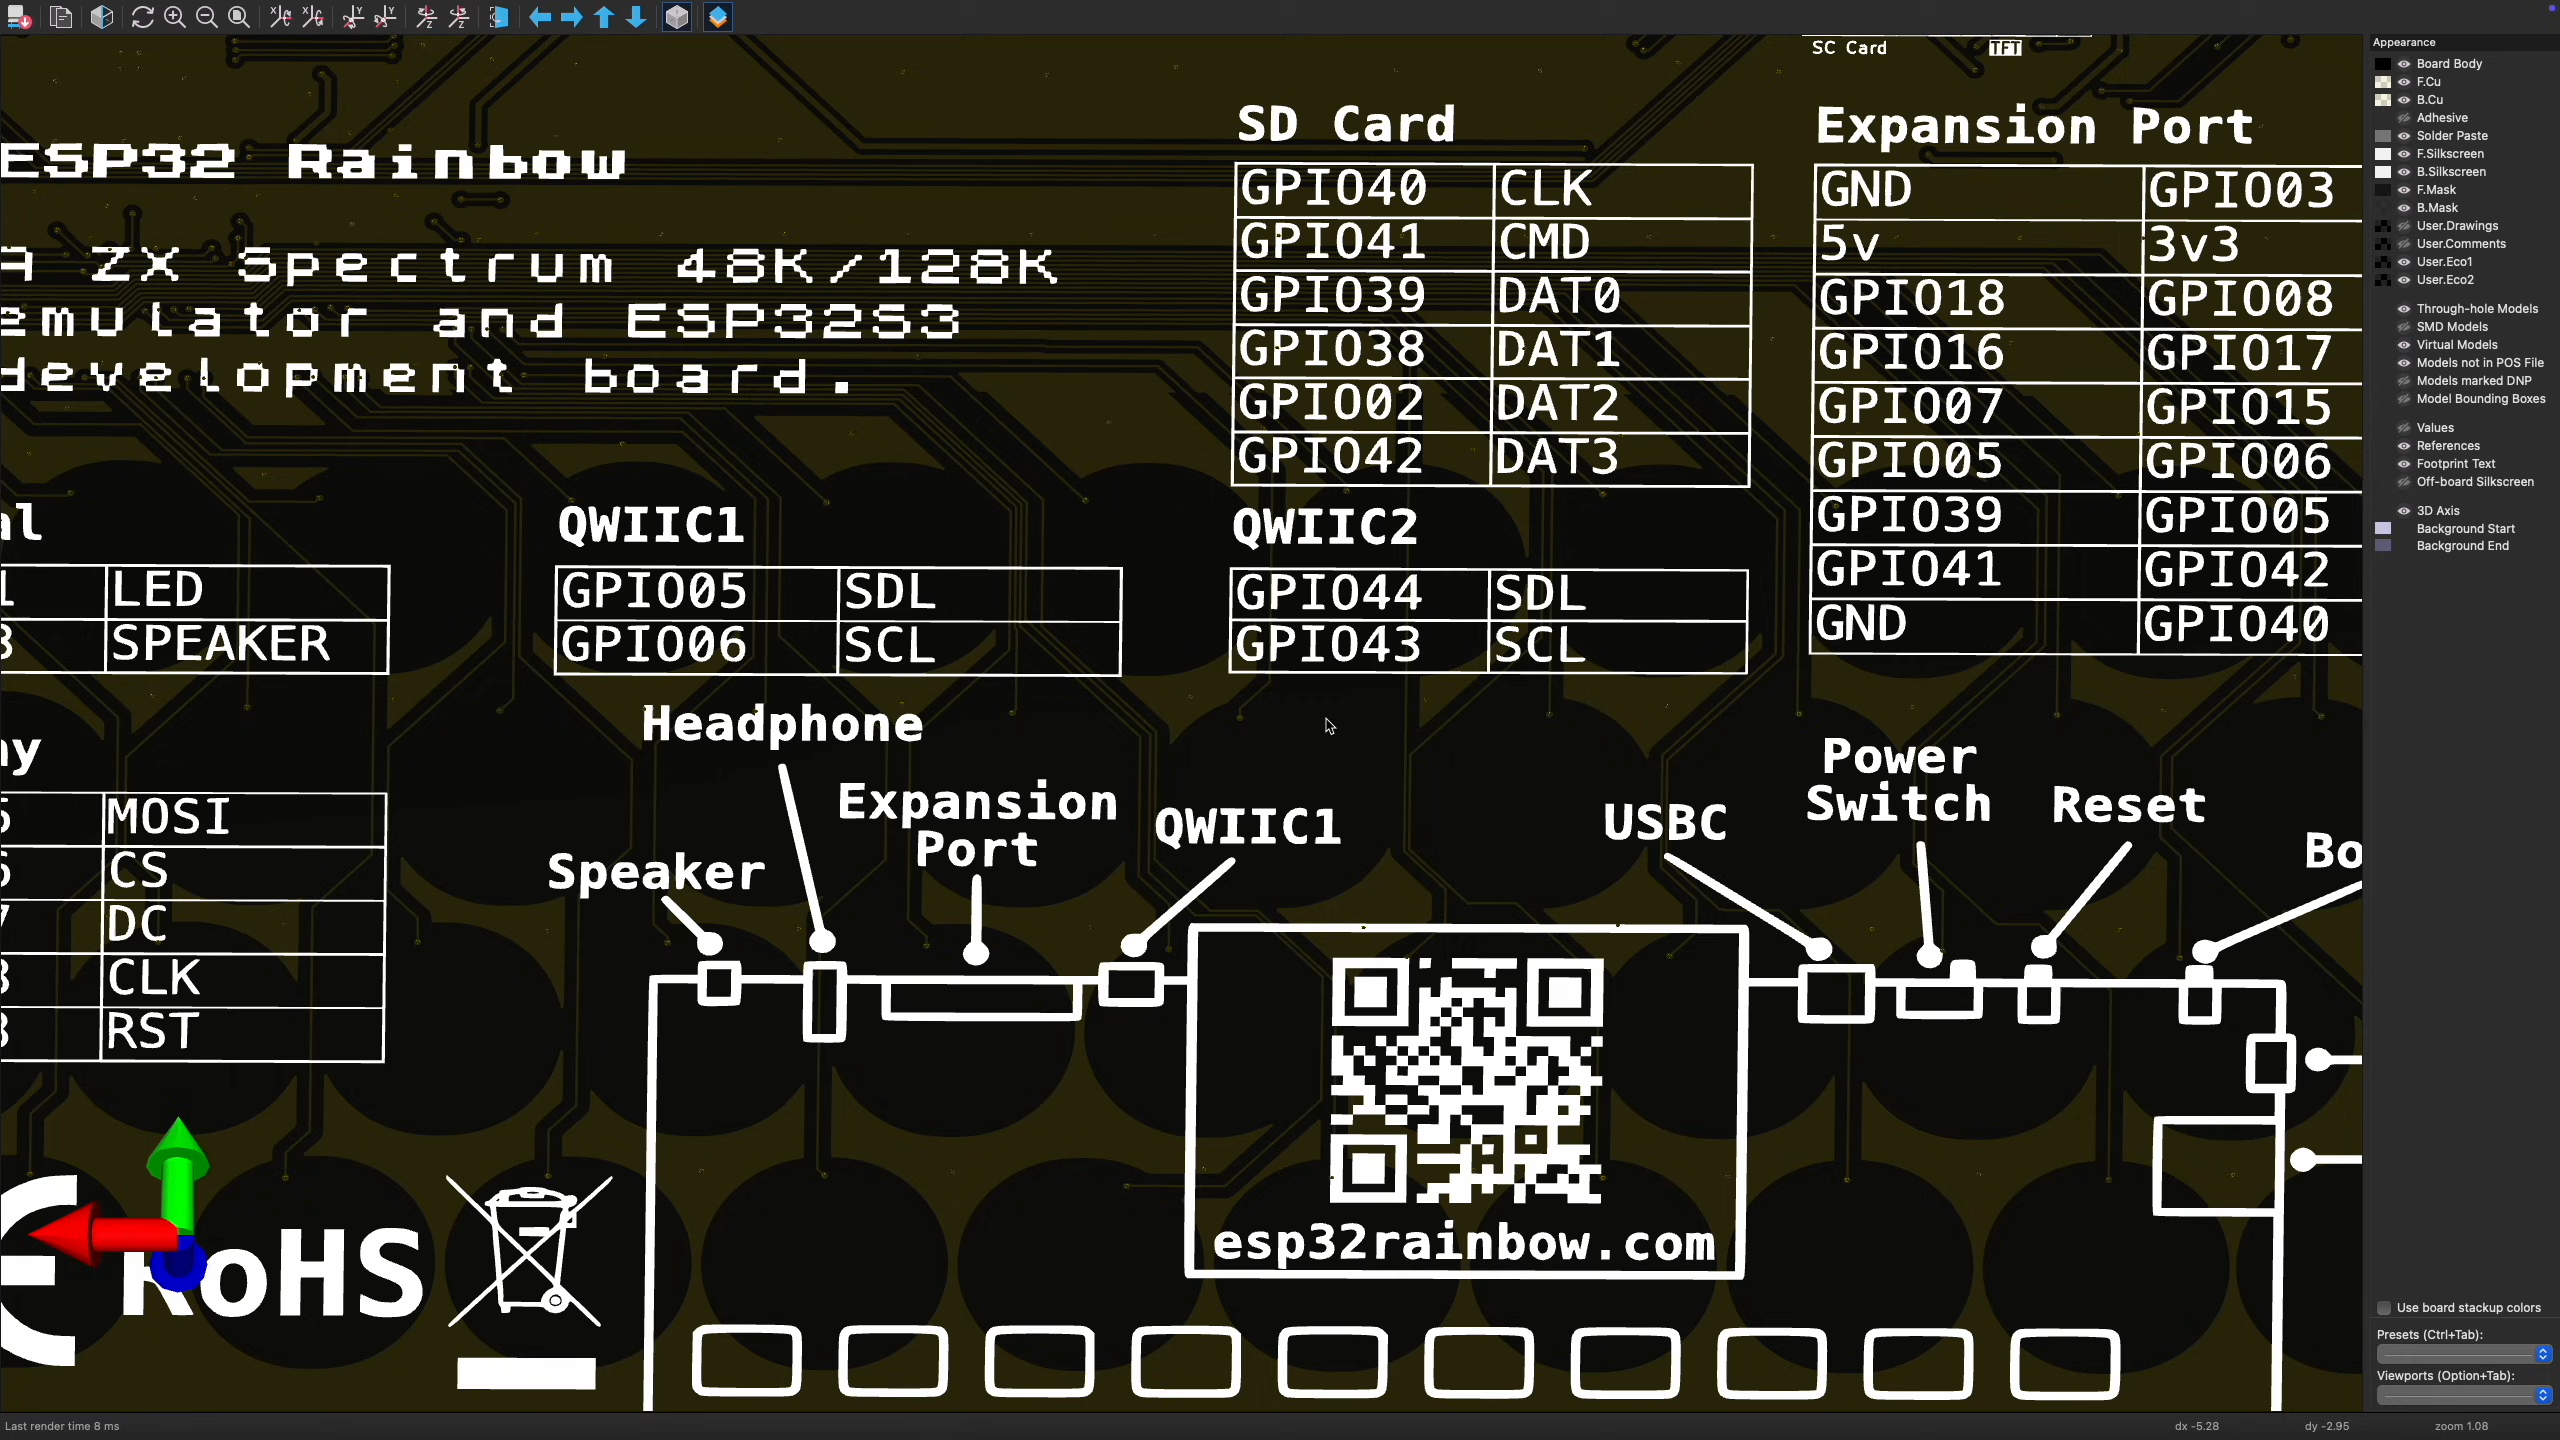 SC Card TFT
SD Card
Expansion Port
ESP32 Rainbow
A ZX Spectrum 48K/128K
emulator and ESP32S3
development board.
GPIO40 CLK
GPIO41 CMD
GPIO39 DAT0
GPIO38 DAT1
GPIO02 DAT2
GPIO42 DAT3
GND GPIO03
5v 3v3
GPIO18 GPIO08
GPIO16 GPIO17
GPIO07 GPIO15
GPIO05 GPIO06
GPIO39 GPIO05
GPIO41 GPIO42
GND GPIO40
al
LED
SPEAKER
QWIIC1
GPIO05 SDL
GPIO06 SCL
QWIIC2
GPIO44 SDL
GPIO43 SCL
ay
MOSI
CS
DC
CLK
RST
Headphone
Speaker
Expansion
Port
QWIIC1
USBC
Power
Switch
Reset
Bo
esp32rainbow.com
RoHS
Appearance
Board Body
F.Cu
B.Cu
Adhesive
Solder Paste
F.Silkscreen
B.Silkscreen
F.Mask
B.Mask
User.Drawings
User.Comments
User.Eco1
User.Eco2
Through-hole Models
SMD Models
Virtual Models
Models not in POS File
Models marked DNP
Model Bounding Boxes
Values
References
Footprint Text
Off-board Silkscreen
3D Axis
Background Start
Background End
Use board stackup colors
Presets (Ctrl+Tab):
Viewports (Option+Tab):
Last render time 8 ms
dx -5.28
dy -2.95
zoom 1.08